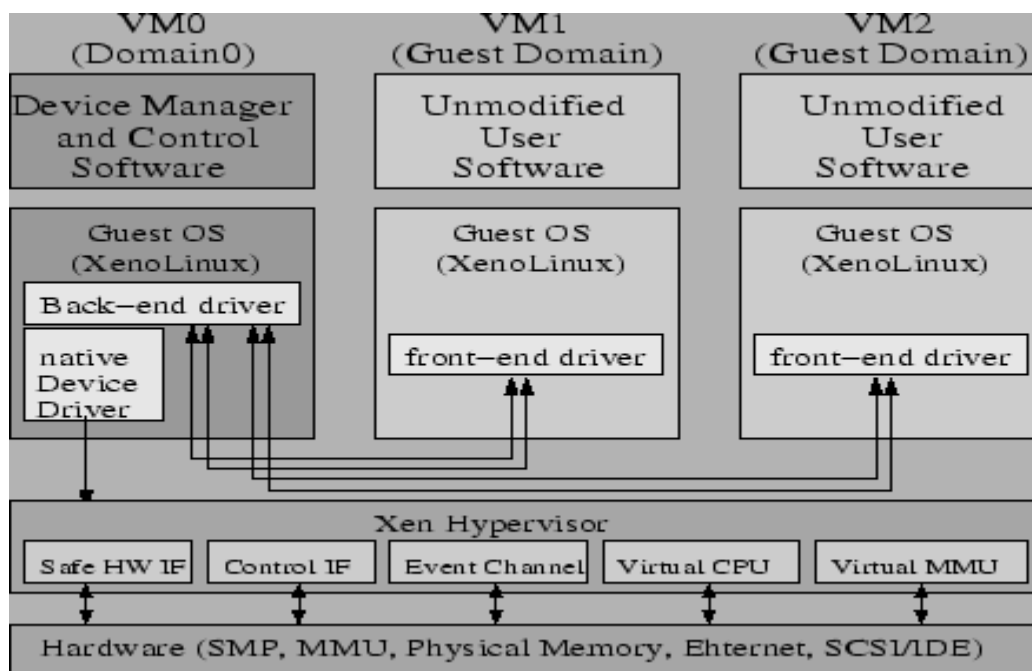 VM0
(Domain0)
VM1
(Guest Domain)
VM2
(Guest Domain)
Device Manager
and Control
Software
Unmodified
User
Software
Unmodified
User
Software
Guest OS
(XenoLinux)
Back-end driver
native
Device
Driver
Guest OS
(XenoLinux)
front-end driver
Guest OS
(XenoLinux)
front-end driver
Xen Hypervisor
Safe HW IF
Control IF
Event Channel
Virtual CPU
Virtual MMU
Hardware (SMP, MMU, Physical Memory, Ehternet, SCSI/IDE)